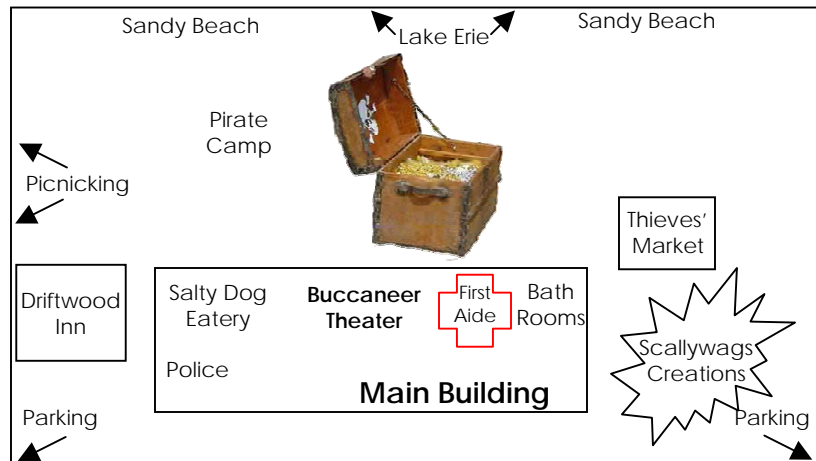 Sandy Beach
Lake Erie
Sandy Beach
Pirate
Camp
Picnicking
Thieves'
Market
Driftwood
Inn
Salty Dog
Eatery
Buccaneer
Theater
First
Aide
Bath
Rooms
Scallywags
Creations
Police
Main Building
Parking
Parking